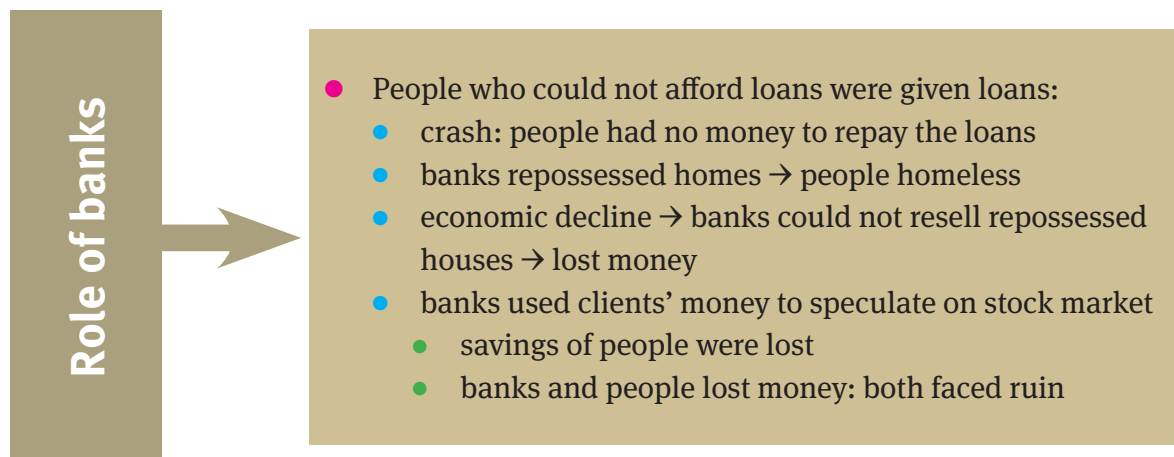 Role of banks
● People who could not afford loans were given loans:
● crash: people had no money to repay the loans
● banks repossessed homes → people homeless
● economic decline → banks could not resell repossessed
houses → lost money
● banks used clients’ money to speculate on stock market
● savings of people were lost
● banks and people lost money: both faced ruin